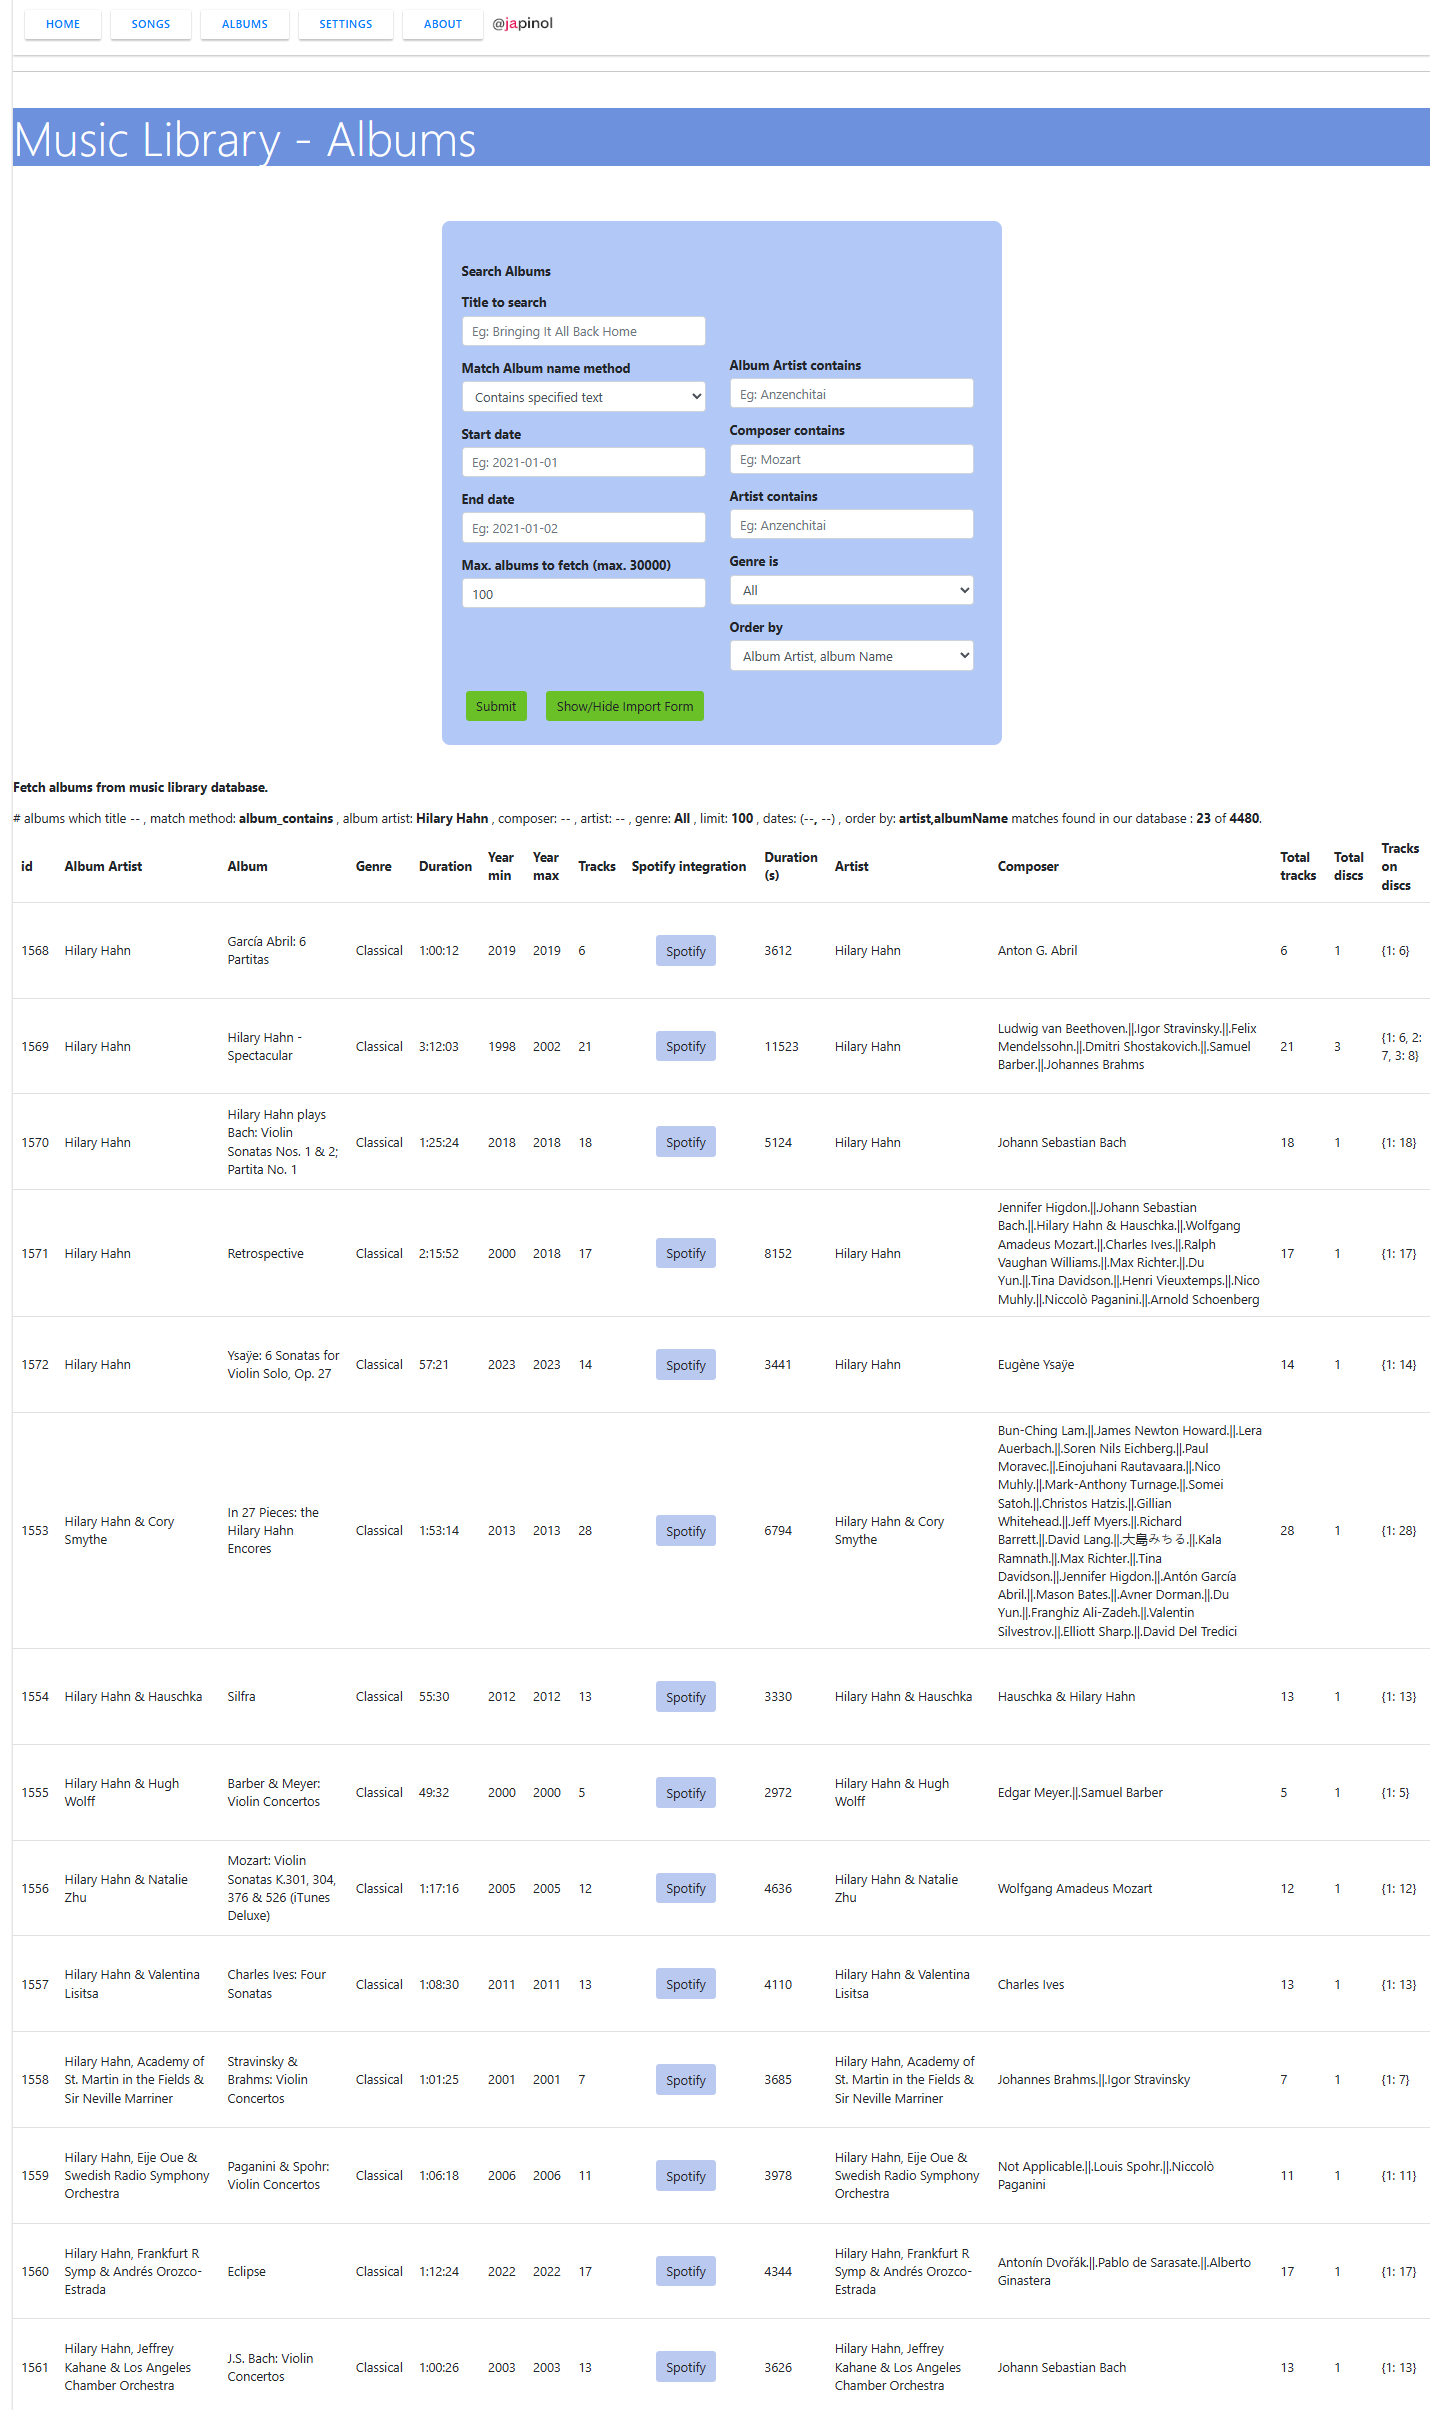 HOME SONGS ALBUMS SETTINGS ABOUT @japinol
Music Library - Albums
Search Albums
Title to search
Eg: Bringing It All Back Home
Match Album name method
Contains specified text
Start date
Eg: 2021-01-01
End date
Eg: 2021-01-02
Max. albums to fetch (max. 30000)
100
Album Artist contains
Eg: Anzenchitai
Composer contains
Eg: Mozart
Artist contains
Eg: Anzenchitai
Genre is
All
Order by
Album Artist, album Name
Submit Show/Hide Import Form
Fetch albums from music library database.
# albums which title -- , match method: album_contains , album artist: Hilary Hahn , composer: -- , artist: -- , genre: All , limit: 100 , dates: (--, --) , order by: artist,albumName matches found in our database : 23 of 4480.
id Album Artist Album Genre Duration Year min Year max Tracks Spotify integration Duration (s) Artist Composer Total tracks Total discs Tracks on discs
1568 Hilary Hahn García Abril: 6 Partitas Classical 1:00:12 2019 2019 6 Spotify 3612 Hilary Hahn Anton G. Abril 6 1 {1: 6}
1569 Hilary Hahn Hilary Hahn - Spectacular Classical 3:12:03 1998 2002 21 Spotify 11523 Hilary Hahn Ludwig van Beethoven.||.Igor Stravinsky.||.Felix Mendelssohn.||.Dmitri Shostakovich.||.Samuel Barber.||.Johannes Brahms 21 3 {1: 6, 2: 7, 3: 8}
1570 Hilary Hahn Hilary Hahn plays Bach: Violin Sonatas Nos. 1 & 2; Partita No. 1 Classical 1:25:24 2018 2018 18 Spotify 5124 Hilary Hahn Johann Sebastian Bach 18 1 {1: 18}
1571 Hilary Hahn Retrospective Classical 2:15:52 2000 2018 17 Spotify 8152 Hilary Hahn Jennifer Higdon.||.Johann Sebastian Bach.||.Hilary Hahn & Hauschka.||.Wolfgang Amadeus Mozart.||.Charles Ives.||.Ralph Vaughan Williams.||.Max Richter.||.Du Yun.||.Tina Davidson.||.Henri Vieuxtemps.||.Nico Muhly.||.Niccolò Paganini.||.Arnold Schoenberg 17 1 {1: 17}
1572 Hilary Hahn Ysaÿe: 6 Sonatas for Violin Solo, Op. 27 Classical 57:21 2023 2023 14 Spotify 3441 Hilary Hahn Eugène Ysaÿe 14 1 {1: 14}
1553 Hilary Hahn & Cory Smythe In 27 Pieces: the Hilary Hahn Encores Classical 1:53:14 2013 2013 28 Spotify 6794 Hilary Hahn & Cory Smythe Bun-Ching Lam.||.James Newton Howard.||.Lera Auerbach.||.Soren Nils Eichberg.||.Paul Moravec.||.Einojuhani Rautavaara.||.Nico Muhly.||.Mark-Anthony Turnage.||.Somei Satoh.||.Christos Hatzis.||.Gillian Whitehead.||.Jeff Myers.||.Richard Barrett.||.David Lang.||.大島みちる.||.Kala Ramnath.||.Max Richter.||.Tina Davidson.||.Jennifer Higdon.||.Antón García Abril.||.Mason Bates.||.Avner Dorman.||.Du Yun.||.Franghiz Ali-Zadeh.||.Valentin Silvestrov.||.Elliott Sharp.||.David Del Tredici 28 1 {1: 28}
1554 Hilary Hahn & Hauschka Silfra Classical 55:30 2012 2012 13 Spotify 3330 Hilary Hahn & Hauschka Hauschka & Hilary Hahn 13 1 {1: 13}
1555 Hilary Hahn & Hugh Wolff Barber & Meyer: Violin Concertos Classical 49:32 2000 2000 5 Spotify 2972 Hilary Hahn & Hugh Wolff Edgar Meyer.||.Samuel Barber 5 1 {1: 5}
1556 Hilary Hahn & Natalie Zhu Mozart: Violin Sonatas K.301, 304, 376 & 526 (iTunes Deluxe) Classical 1:17:16 2005 2005 12 Spotify 4636 Hilary Hahn & Natalie Zhu Wolfgang Amadeus Mozart 12 1 {1: 12}
1557 Hilary Hahn & Valentina Lisitsa Charles Ives: Four Sonatas Classical 1:08:30 2011 2011 13 Spotify 4110 Hilary Hahn & Valentina Lisitsa Charles Ives 13 1 {1: 13}
1558 Hilary Hahn, Academy of St. Martin in the Fields & Sir Neville Marriner Stravinsky & Brahms: Violin Concertos Classical 1:01:25 2001 2001 7 Spotify 3685 Hilary Hahn, Academy of St. Martin in the Fields & Sir Neville Marriner Johannes Brahms.||.Igor Stravinsky 7 1 {1: 7}
1559 Hilary Hahn, Eije Oue & Swedish Radio Symphony Orchestra Paganini & Spohr: Violin Concertos Classical 1:06:18 2006 2006 11 Spotify 3978 Hilary Hahn, Eije Oue & Swedish Radio Symphony Orchestra Not Applicable.||.Louis Spohr.||.Niccolò Paganini 11 1 {1: 11}
1560 Hilary Hahn, Frankfurt R Symp & Andrés Orozco-Estrada Eclipse Classical 1:12:24 2022 2022 17 Spotify 4344 Hilary Hahn, Frankfurt R Symp & Andrés Orozco-Estrada Antonín Dvořák.||.Pablo de Sarasate.||.Alberto Ginastera 17 1 {1: 17}
1561 Hilary Hahn, Jeffrey Kahane & Los Angeles Chamber Orchestra J.S. Bach: Violin Concertos Classical 1:00:26 2003 2003 13 Spotify 3626 Hilary Hahn, Jeffrey Kahane & Los Angeles Chamber Orchestra Johann Sebastian Bach 13 1 {1: 13}